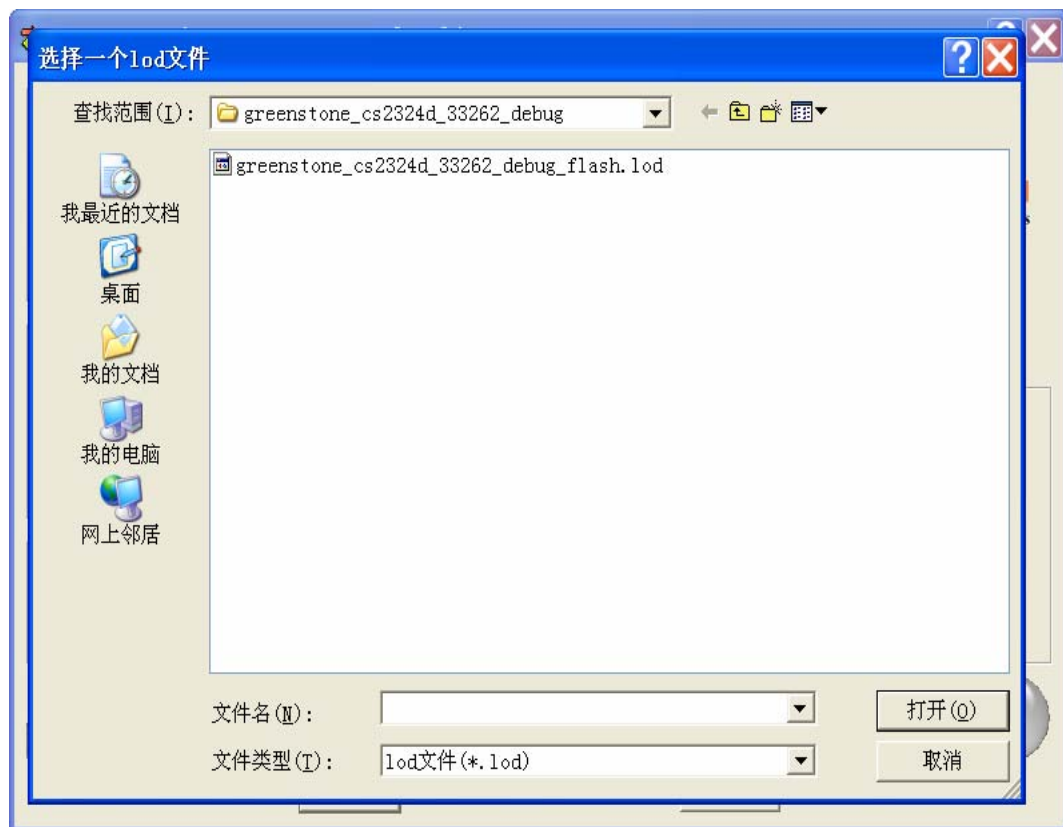 选择一个lod文件
查找范围(I):
greenstone_cs2324d_33262_debug
greenstone_cs2324d_33262_debug_flash.lod
我最近的文档
桌面
我的文档
我的电脑
网上邻居
文件名(N):
打开(O)
文件类型(T):
lod文件(*.lod)
取消